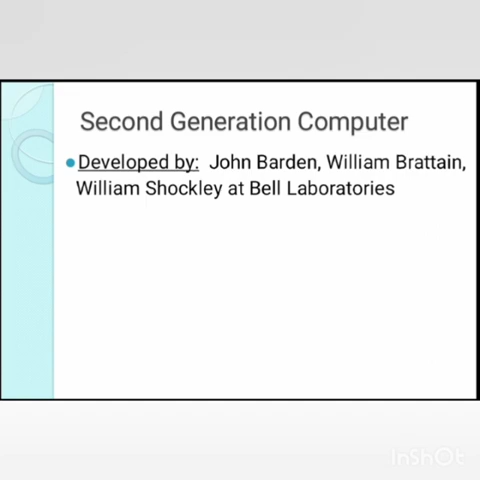 Second Generation Computer
Developed by: John Barden, William Brattain,
William Shockley at Bell Laboratories
InShOt